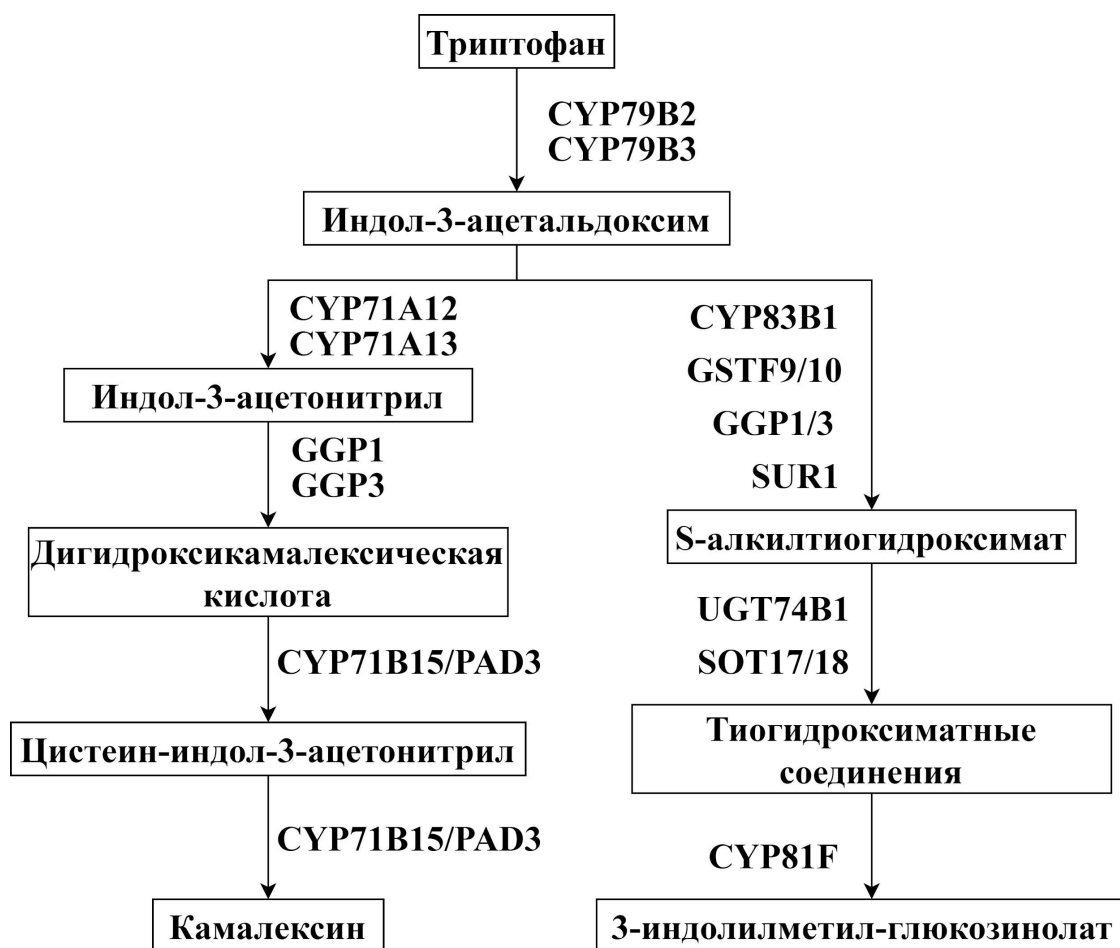 Триптофан
CYP79B2
CYP79B3
Индол-3-ацетальдоксим
CYP71A12
CYP71A13
Индол-3-ацетонитрил
GGP1
GGP3
Дигидроксикамалексическая
кислота
CYP71B15/PAD3
Цистеин-индол-3-ацетонитрил
CYP71B15/PAD3
Камалексин
CYP83B1
GSTF9/10
GGP1/3
SUR1
S-алкилтиогидроксимат
UGT74B1
SOT17/18
Тиогидроксиматные
соединения
CYP81F
3-индолилметил-глюкозинолат